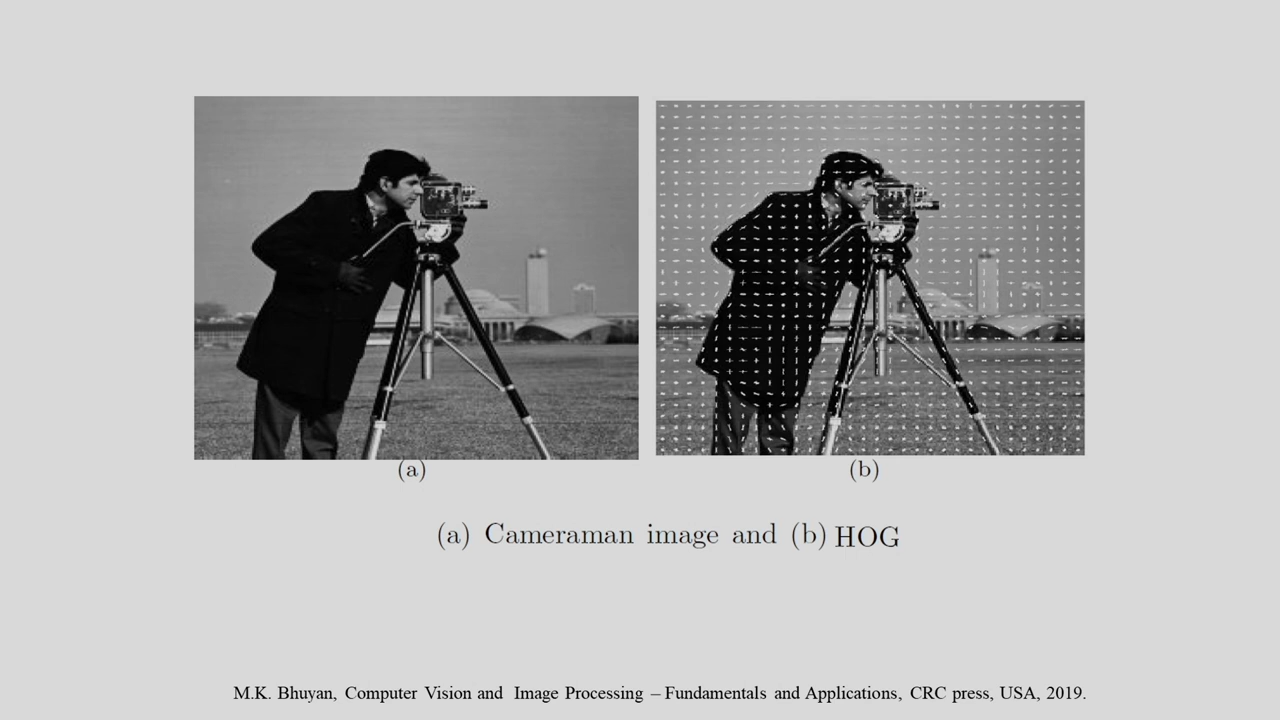 (a) (b)
(a) Cameraman image and (b) HOG
M.K. Bhuyan, Computer Vision and Image Processing – Fundamentals and Applications, CRC press, USA, 2019.